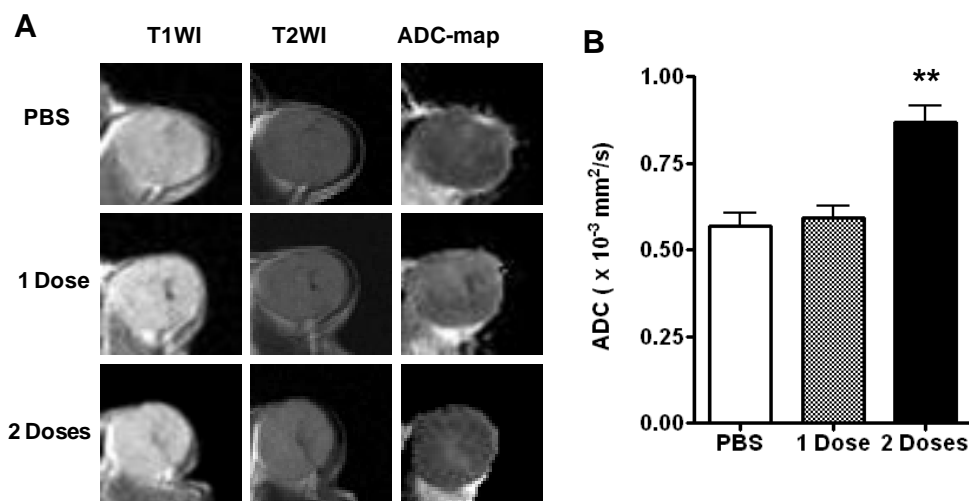 A
T1WI T2WI ADC-map
PBS
1 Dose
2 Doses
B
**
ADC ( x 10⁻³ mm²/s)
1.00
0.75
0.50
0.25
0.00
PBS 1 Dose 2 Doses